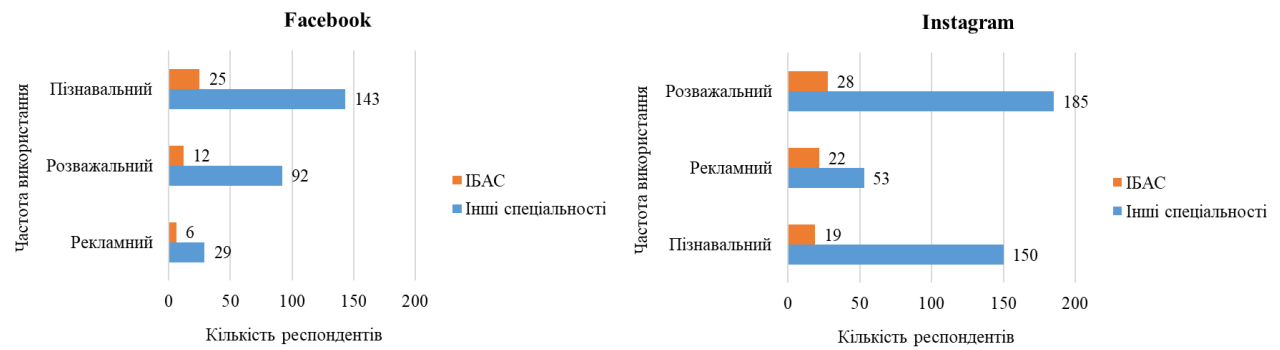 Facebook
Частота використання
Пізнавальний
25
143
Розважальний
12
92
Рекламний
6
29
0 50 100 150 200
Кількість респондентів
ІБАС
Інші спеціальності
Instagram
Частота використання
Розважальний
28
185
Рекламний
22
53
Пізнавальний
19
150
0 50 100 150 200
Кількість респондентів
ІБАС
Інші спеціальності